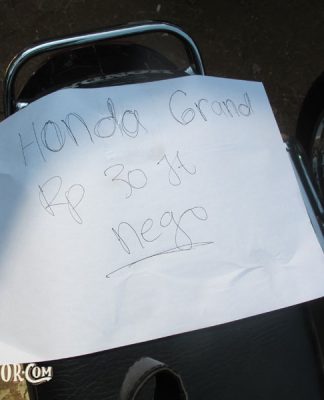 Honda Grand
Rp 30 Jt
nego
OR.COM